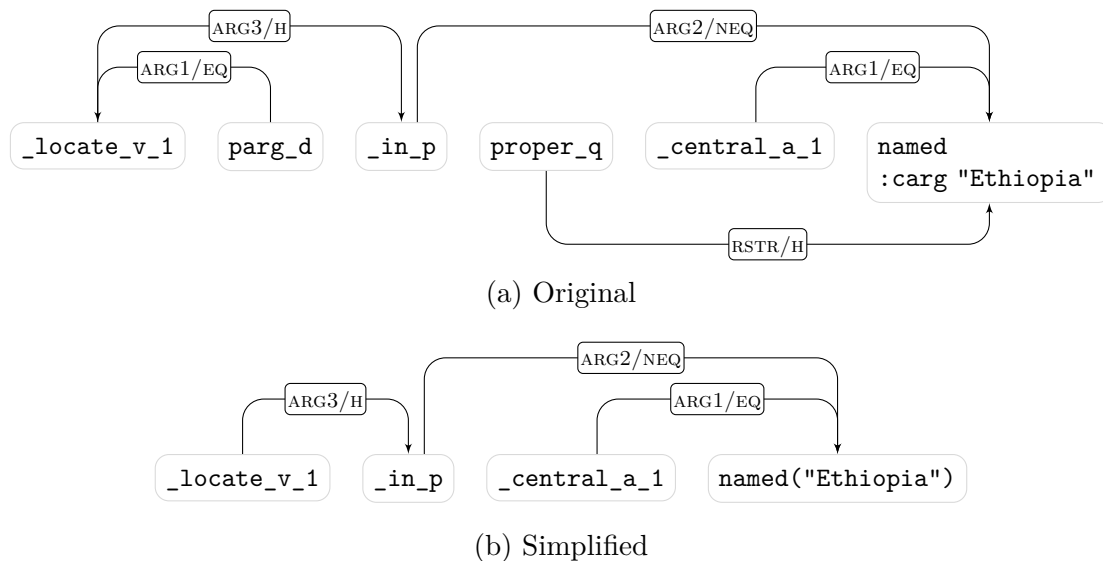 ARG3/H ARG2/NEQ
ARG1/EQ ARG1/EQ
_locate_v_1 parg_d _in_p proper_q _central_a_1 named
:carg "Ethiopia"
RSTR/H
(a) Original
ARG2/NEQ
ARG3/H ARG1/EQ
_locate_v_1 _in_p _central_a_1 named("Ethiopia")
(b) Simplified